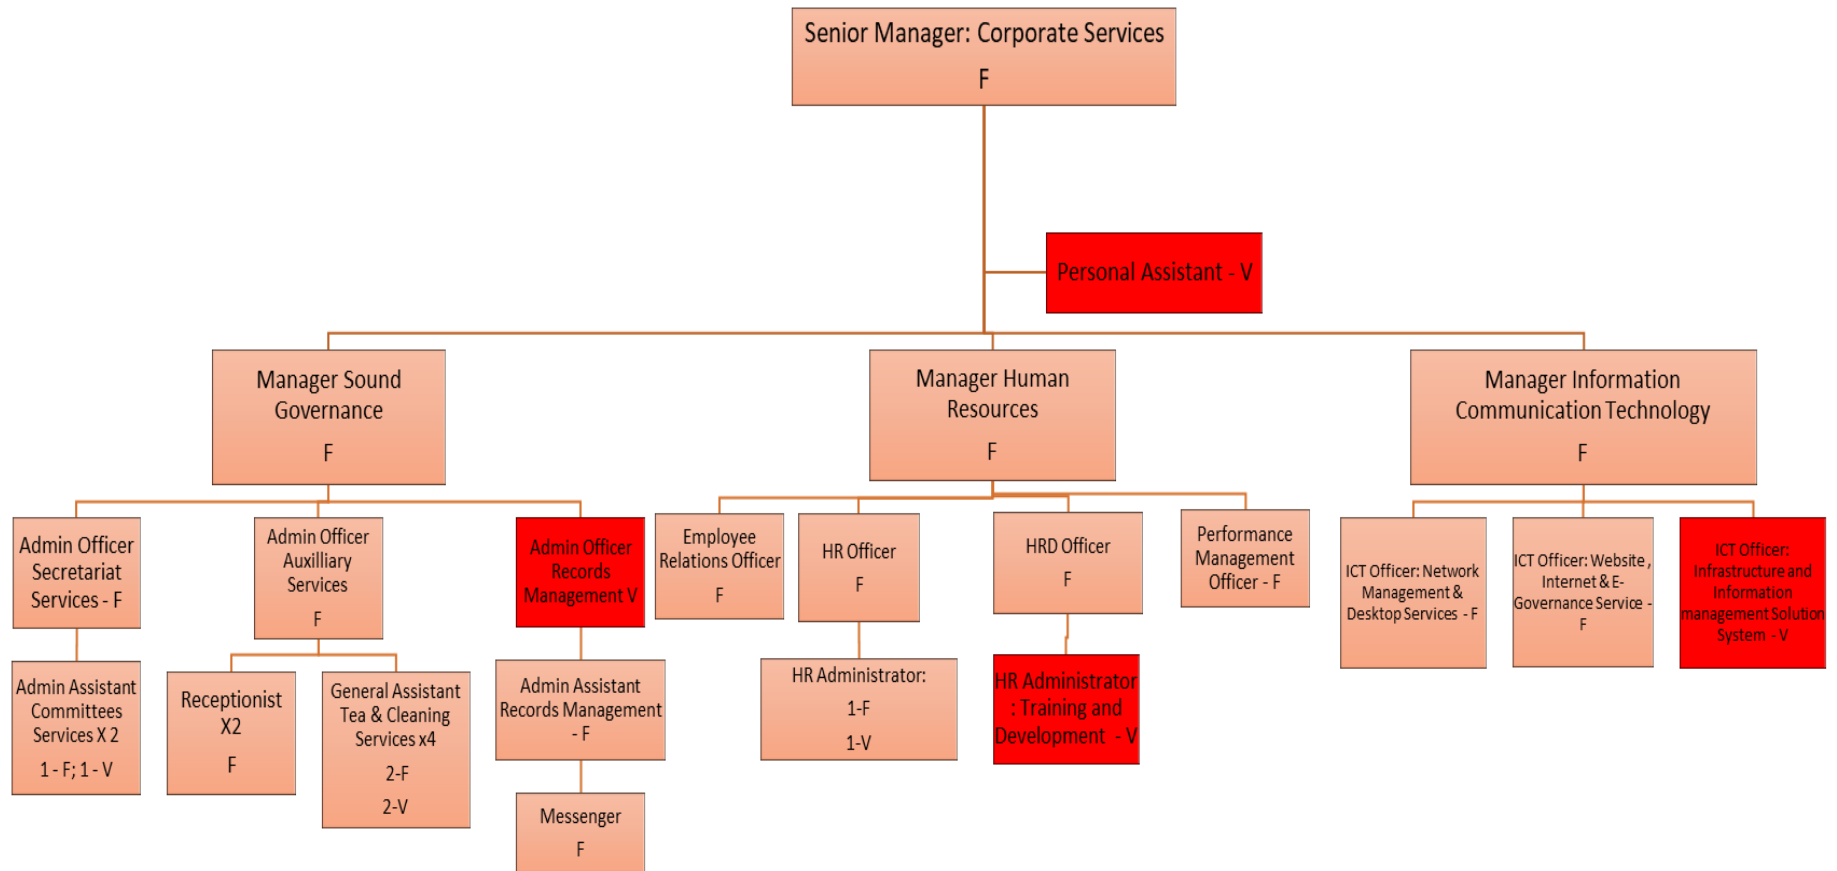 Senior Manager: Corporate Services
F
Personal Assistant - V
Manager Sound
Governance
F
Manager Human
Resources
F
Manager Information
Communication Technology
F
Admin Officer
Secretariat
Services - F
Admin Officer
Auxilliary
Services
F
Admin Officer
Records
Management V
Employee
Relations Officer
F
HR Officer
F
HRD Officer
F
Performance
Management
Officer - F
ICT Officer: Network
Management &
Desktop Services - F
ICT Officer: Website ,
Internet & E-
Governance Service -
F
ICT Officer:
Infrastructure and
Information
management Solution
System - V
Admin Assistant
Committees
Services X 2
1 - F; 1 - V
Receptionist
X2
F
General Assistant
Tea & Cleaning
Services x4
2-F
2-V
Admin Assistant
Records Management
- F
HR Administrator:
1-F
1-V
HR Administrator
: Training and
Development - V
Messenger
F